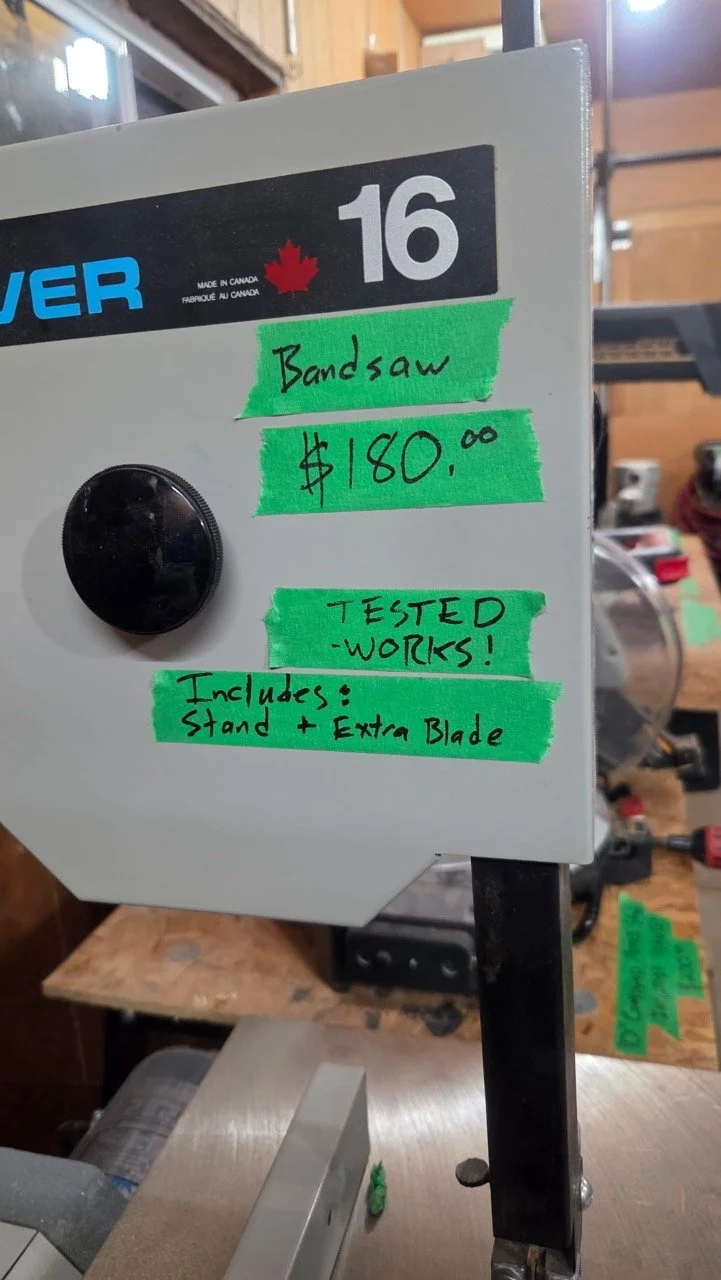 VER
MADE IN CANADA
FABRIQUÉ AU CANADA
16
Bandsaw
$180.00
TESTED
-WORKS!
Includes:
Stand + Extra Blade